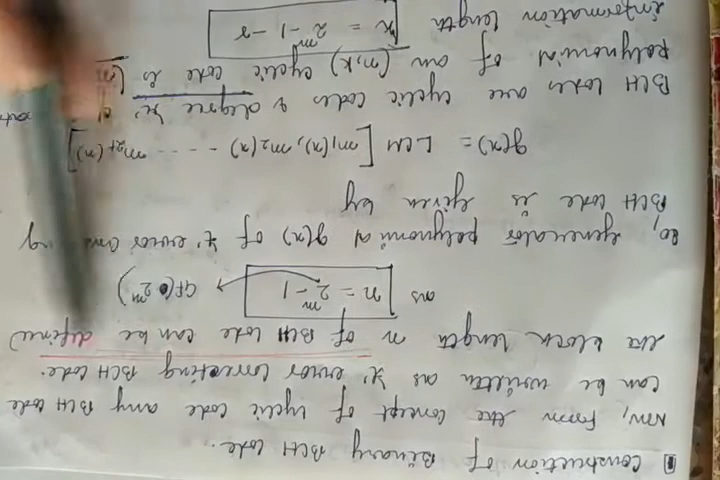 Construction of Binary BCH Code.
Now, form the concept of cyclic code any BCH code
can be written as 't' error correcting BCH code.
the block length n of BCH code can be defined
as n = 2^m - 1 → GF(2^m)
So, generator polynomial g(x) of 't' error
BCH code is given by
g(x) = LCM [m1(x), m2(x) - - - - m2t(x)]
BCH codes are cyclic codes & degree
polynomial of an (n,k) cyclic code is
k = 2^m - 1 - r
information length